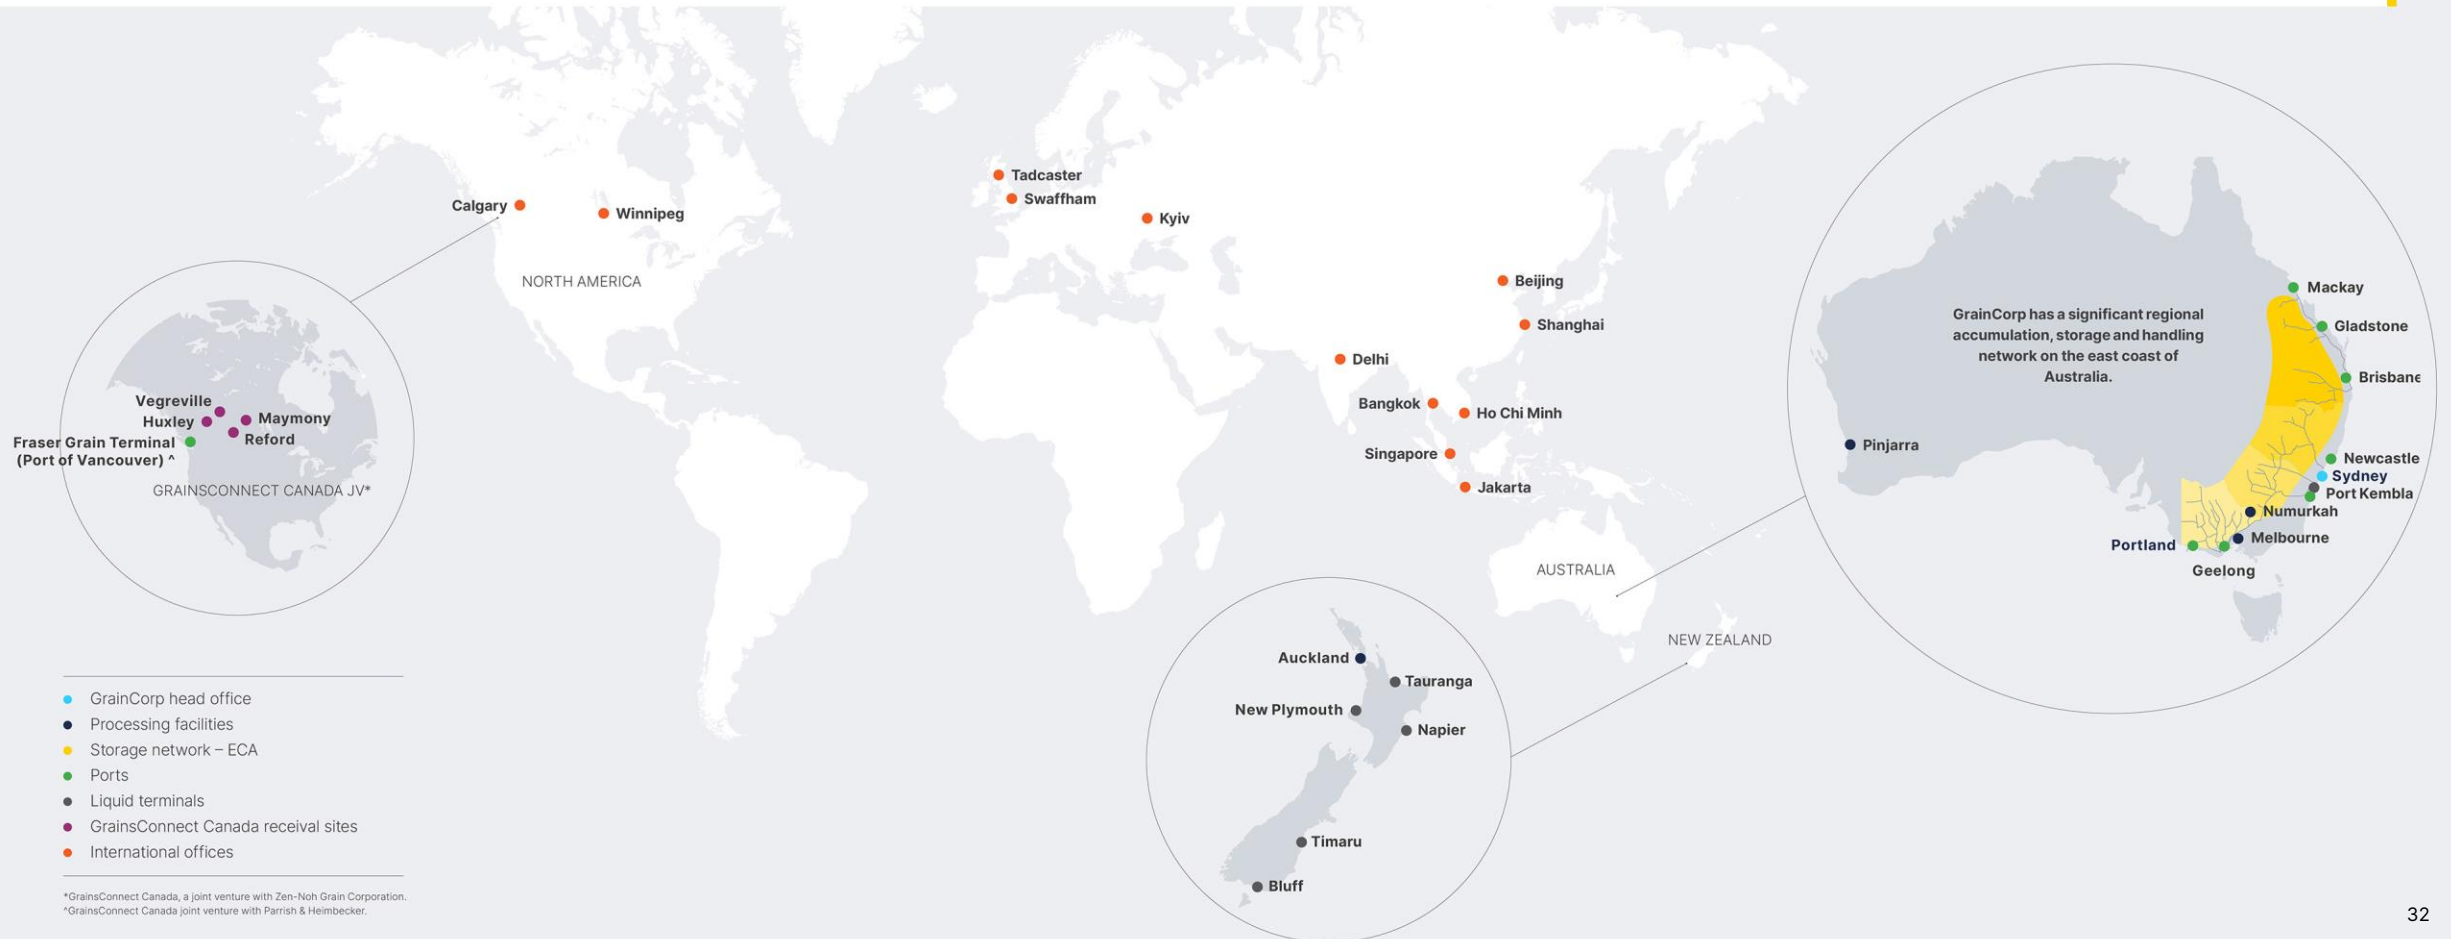 Tadcaster
Swaffham
Calgary
Winnipeg
Kyiv
NORTH AMERICA
Beijing
Shanghai
Delhi
Bangkok
Ho Chi Minh
Singapore
Jakarta
AUSTRALIA
NEW ZEALAND
Vegreville
Huxley
Maymony
Reford
Fraser Grain Terminal
(Port of Vancouver) ^
GRAINSCONNECT CANADA JV*
GrainCorp has a significant regional
accumulation, storage and handling
network on the east coast of
Australia.
Mackay
Gladstone
Brisbane
Pinjarra
Newcastle
Sydney
Port Kembla
Numurkah
Melbourne
Portland
Geelong
Auckland
Tauranga
New Plymouth
Napier
Timaru
Bluff
GrainCorp head office
Processing facilities
Storage network – ECA
Ports
Liquid terminals
GrainsConnect Canada receival sites
International offices
*GrainsConnect Canada, a joint venture with Zen-Noh Grain Corporation.
^GrainsConnect Canada joint venture with Parrish & Heimbecker.
32